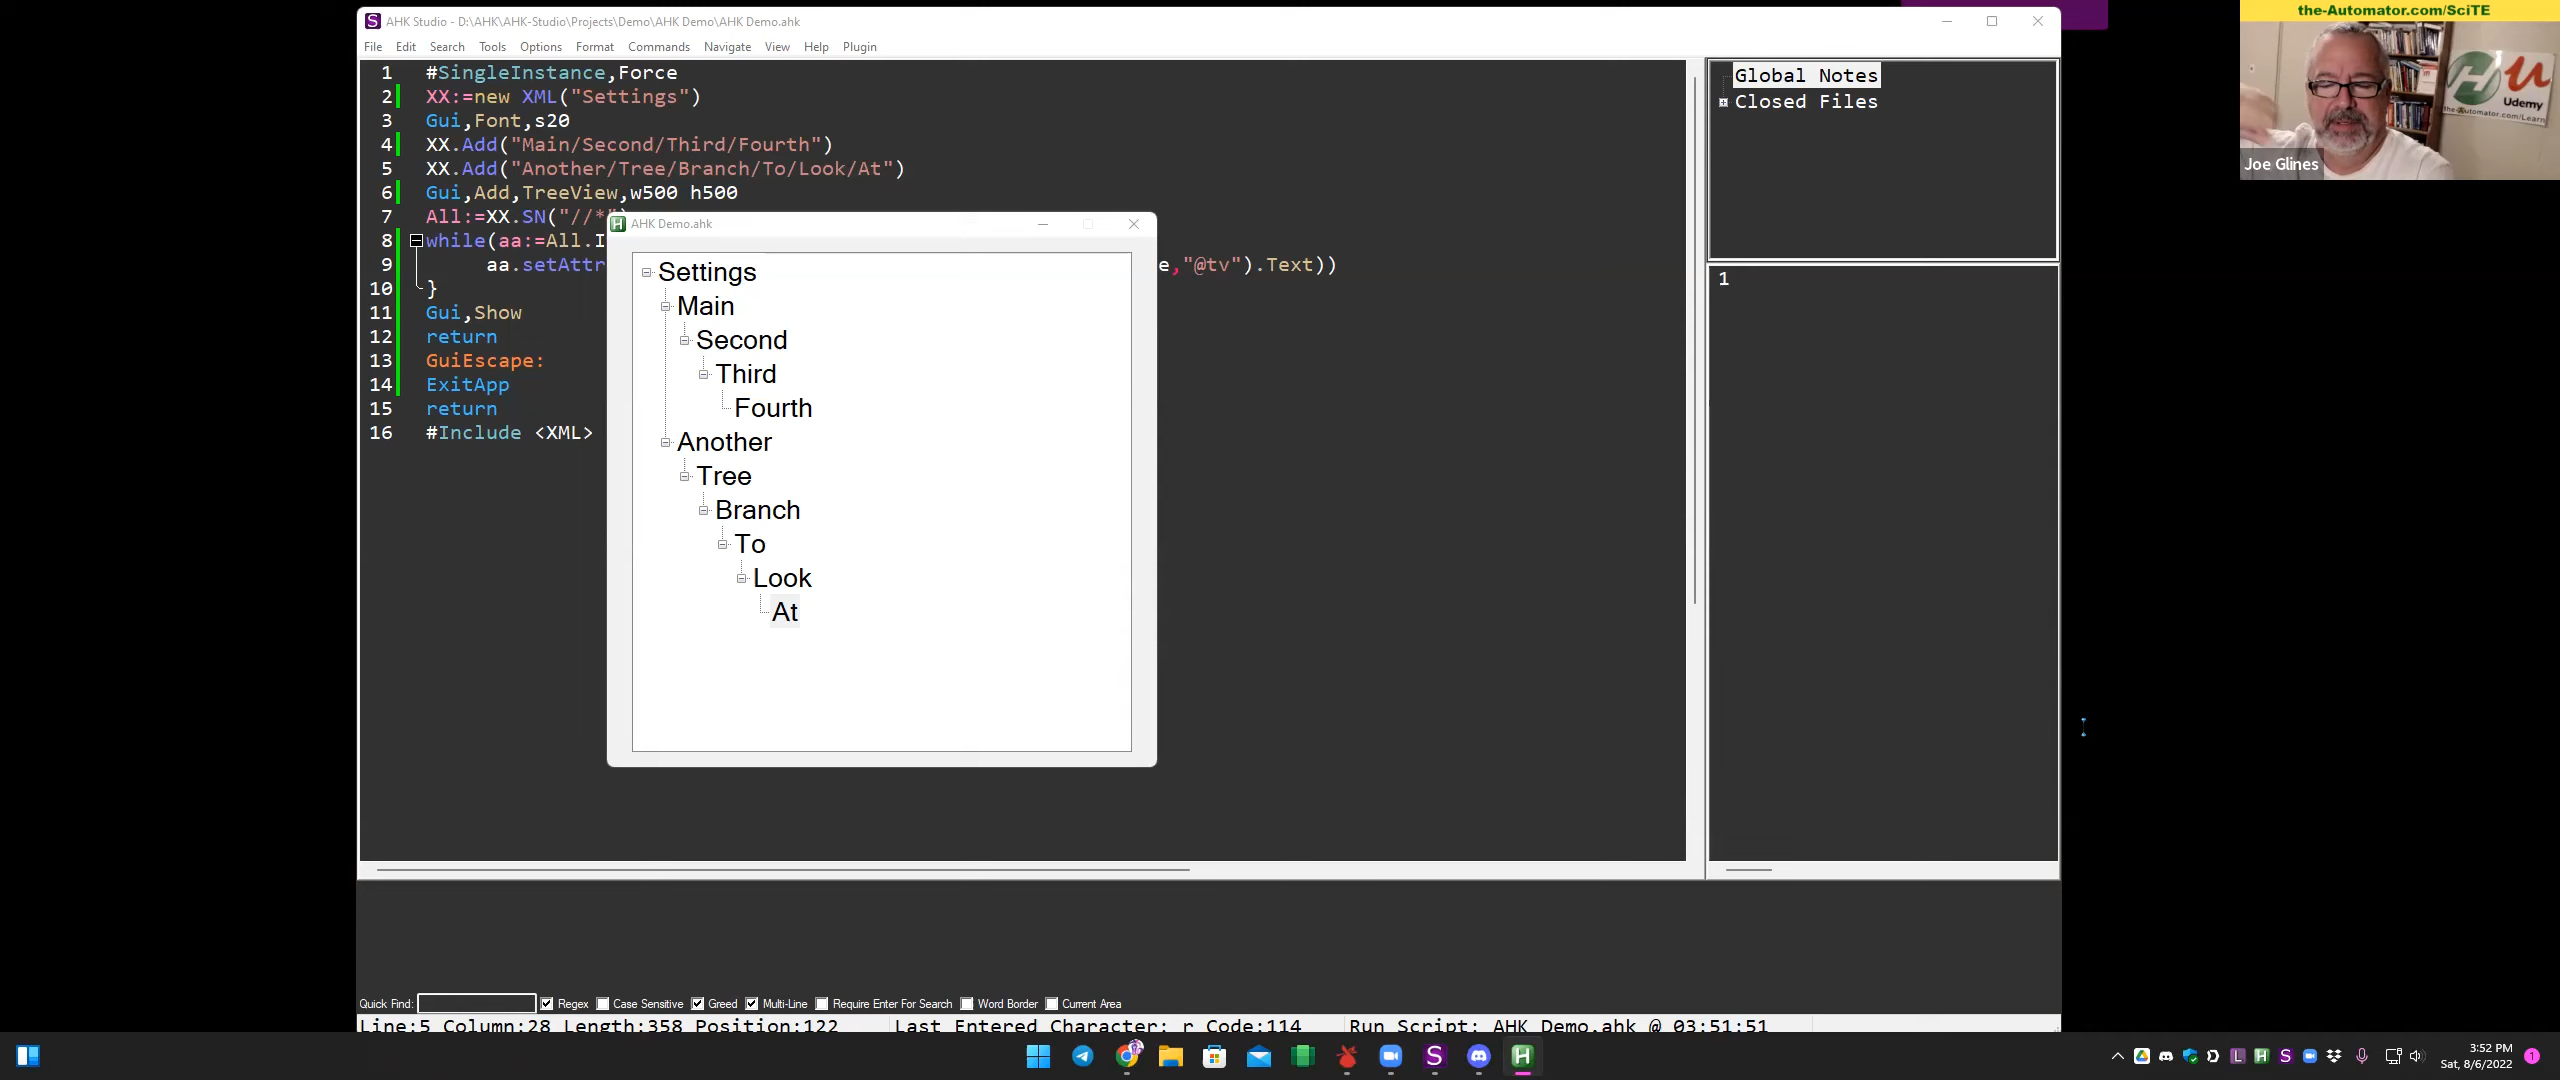 AHK Studio - D:\AHK\AHK-Studio\Projects\Demo\AHK Demo\AHK Demo.ahk
File Edit Search Tools Options Format Commands Navigate View Help Plugin
1 #SingleInstance,Force
2 XX:=new XML("Settings")
3 Gui,Font,s20
4 XX.Add("Main/Second/Third/Fourth")
5 XX.Add("Another/Tree/Branch/To/Look/At")
6 Gui,Add,TreeView,w500 h500
7 All:=XX.SN("//*")
8 while(aa:=All.I
9 aa.setAttr e,"@tv").Text))
10 }
11 Gui,Show
12 return
13 GuiEscape:
14 ExitApp
15 return
16 #Include <XML>
AHK Demo.ahk
Settings
Main
Second
Third
Fourth
Another
Tree
Branch
To
Look
At
Global Notes
Closed Files
1
the-Automator.com/SciTE
Udemy
the-Automator.com/Learn
Joe Glines
Quick Find: Regex Case Sensitive Greed Multi-Line Require Enter For Search Word Border Current Area
Line:5 Column:28 Length:358 Position:122 Last Entered Character: r Code:114 Run Script: AHK Demo.ahk @ 03:51:51
3:52 PM
Sat, 8/6/2022
1